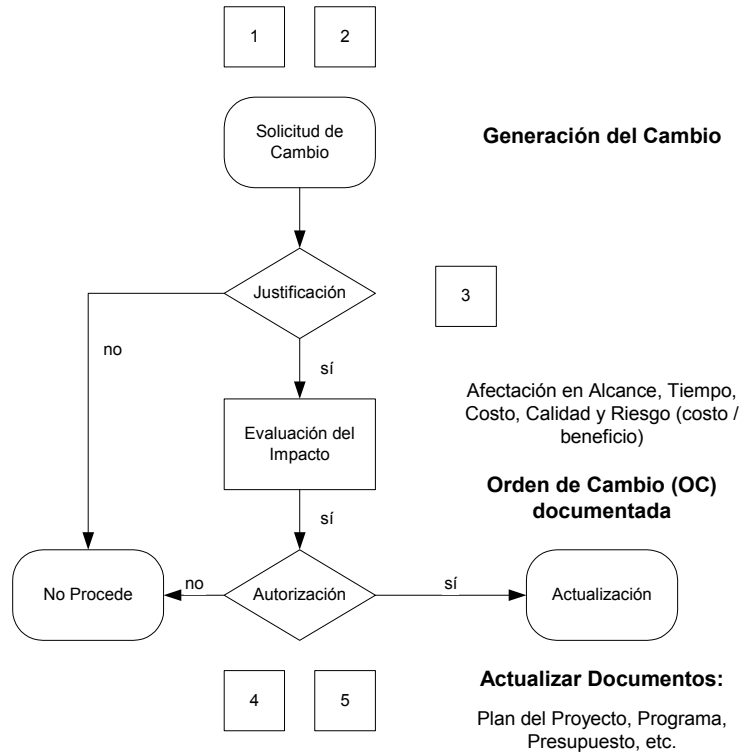 1
2
Solicitud de
Cambio
Generación del Cambio
Justificación
3
no
sí
Afectación en Alcance, Tiempo,
Costo, Calidad y Riesgo (costo /
beneficio)
Evaluación del
Impacto
Orden de Cambio (OC)
documentada
sí
No Procede
no
Autorización
sí
Actualización
4
5
Actualizar Documentos:
Plan del Proyecto, Programa,
Presupuesto, etc.